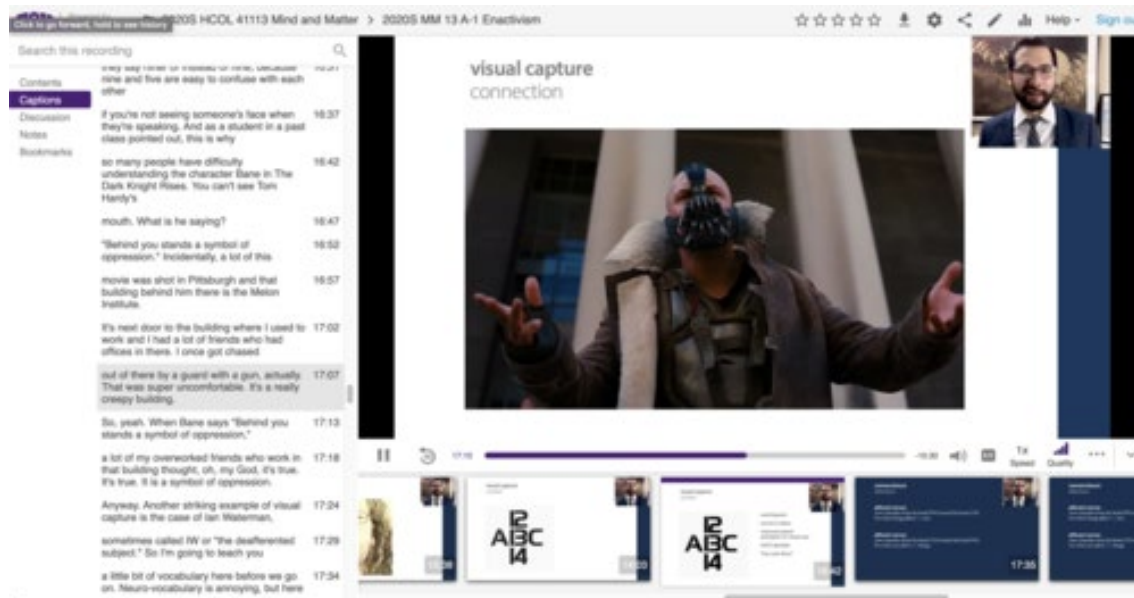 2020S HCOL 41113 Mind and Matter > 2020S MM 13 A-1 Enactivism
Help
Click to go forward, hold to see history
Search this recording
Contents
Captions
Discussion
Notes
Bookmarks
nine and five are easy to confuse with each
other
if you're not seeing someone's face when 16:37
they're speaking. And as a student in a past
class pointed out, this is why
so many people have difficulty 16:42
understanding the character Bane in The
Dark Knight Rises. You can't see Tom
Hardy's
mouth. What is he saying? 16:47
"Behind you stands a symbol of 16:52
oppression." Incidentally, a lot of this
movie was shot in Pittsburgh and that 16:57
building behind him there is the Melon
Institute.
It's next door to the building where I used to 17:02
work and I had a lot of friends who had
offices in there. I once got chased
out of there by a guard with a gun, actually. 17:07
That was super uncomfortable. It's a really
creepy building.
So, yeah. When Bane says "Behind you 17:13
stands a symbol of oppression,"
a lot of my overworked friends who work in 17:18
that building thought, oh, my God, it's true.
It's true. It is a symbol of oppression.
Anyway. Another striking example of visual 17:24
capture is the case of Ian Waterman,
sometimes called IW or "the deafferented 17:29
subject." So I'm going to teach you
a little bit of vocabulary here before we go 17:34
on. Neuro-vocabulary is annoying, but here
visual capture
connection
1x
Speed
Quality
12
ABC
14
12
ABC
14
17:35